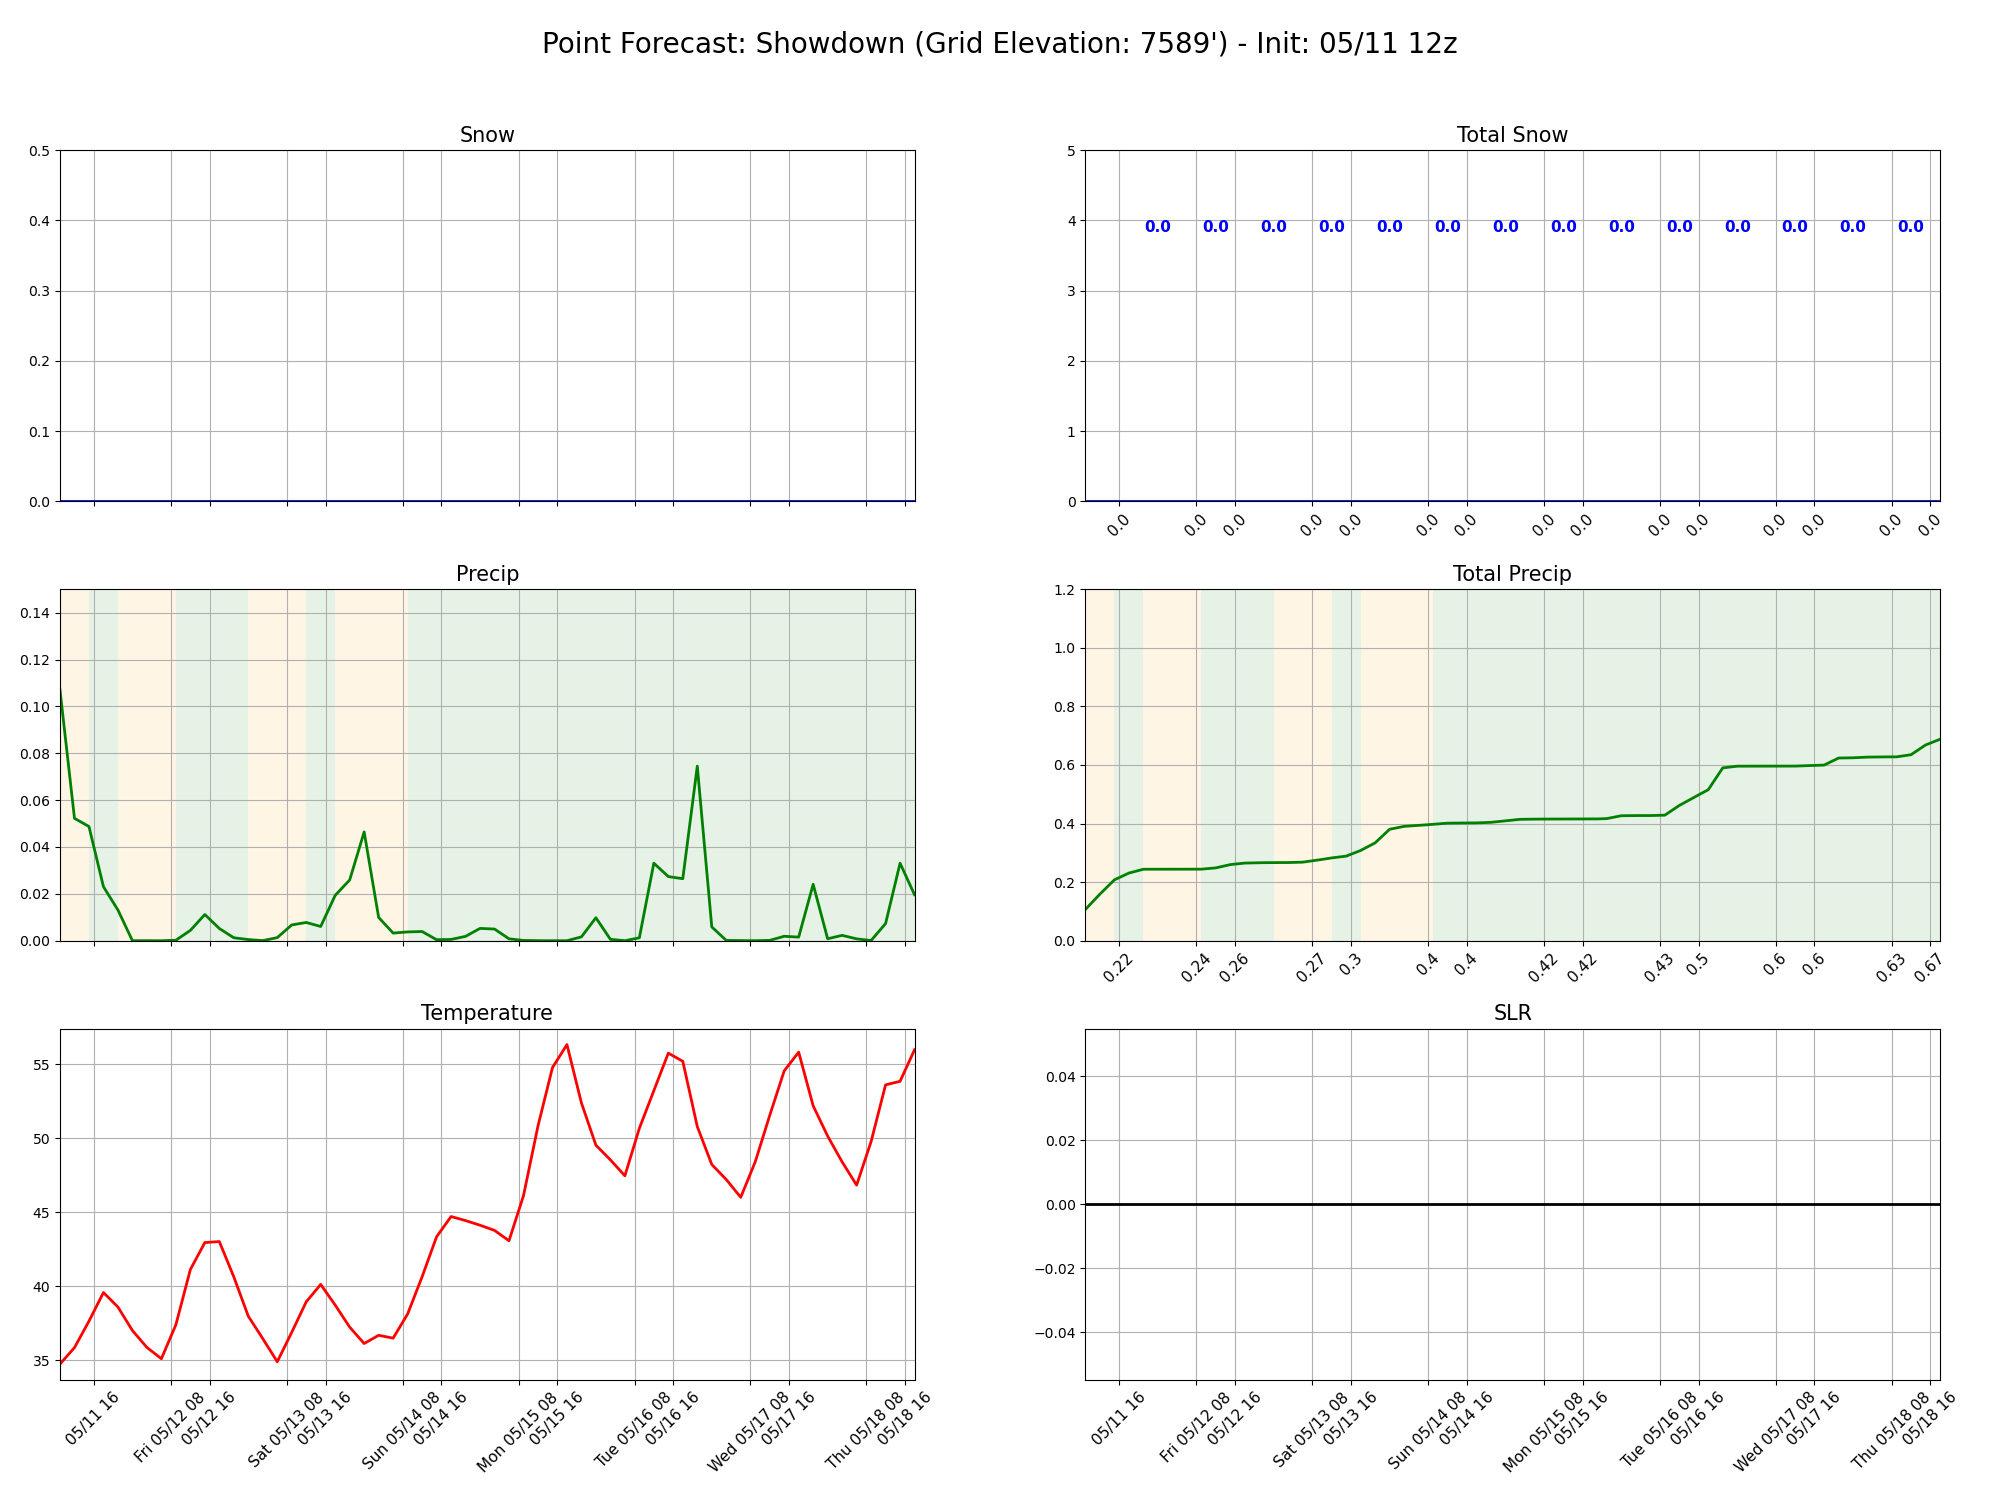 Point Forecast: Showdown (Grid Elevation: 7589') - Init: 05/11 12z
Snow
0.5
0.4
0.3
0.2
0.1
0.0
Total Snow
5
4
3
2
1
0
0.0 0.0 0.0 0.0 0.0 0.0 0.0 0.0 0.0 0.0 0.0 0.0 0.0 0.0
0.0 0.0 0.0 0.0 0.0 0.0 0.0 0.0 0.0 0.0 0.0 0.0 0.0 0.0 0.0
Precip
0.14
0.12
0.10
0.08
0.06
0.04
0.02
0.00
Total Precip
1.2
1.0
0.8
0.6
0.4
0.2
0.0
0.22 0.24 0.26 0.27 0.3 0.4 0.4 0.42 0.42 0.43 0.5 0.6 0.6 0.63 0.67
Temperature
55
50
45
40
35
05/11 16
Fri 05/12 08
05/12 16
Sat 05/13 08
05/13 16
Sun 05/14 08
05/14 16
Mon 05/15 08
05/15 16
Tue 05/16 08
05/16 16
Wed 05/17 08
05/17 16
Thu 05/18 08
05/18 16
SLR
0.04
0.02
0.00
−0.02
−0.04
05/11 16
Fri 05/12 08
05/12 16
Sat 05/13 08
05/13 16
Sun 05/14 08
05/14 16
Mon 05/15 08
05/15 16
Tue 05/16 08
05/16 16
Wed 05/17 08
05/17 16
Thu 05/18 08
05/18 16